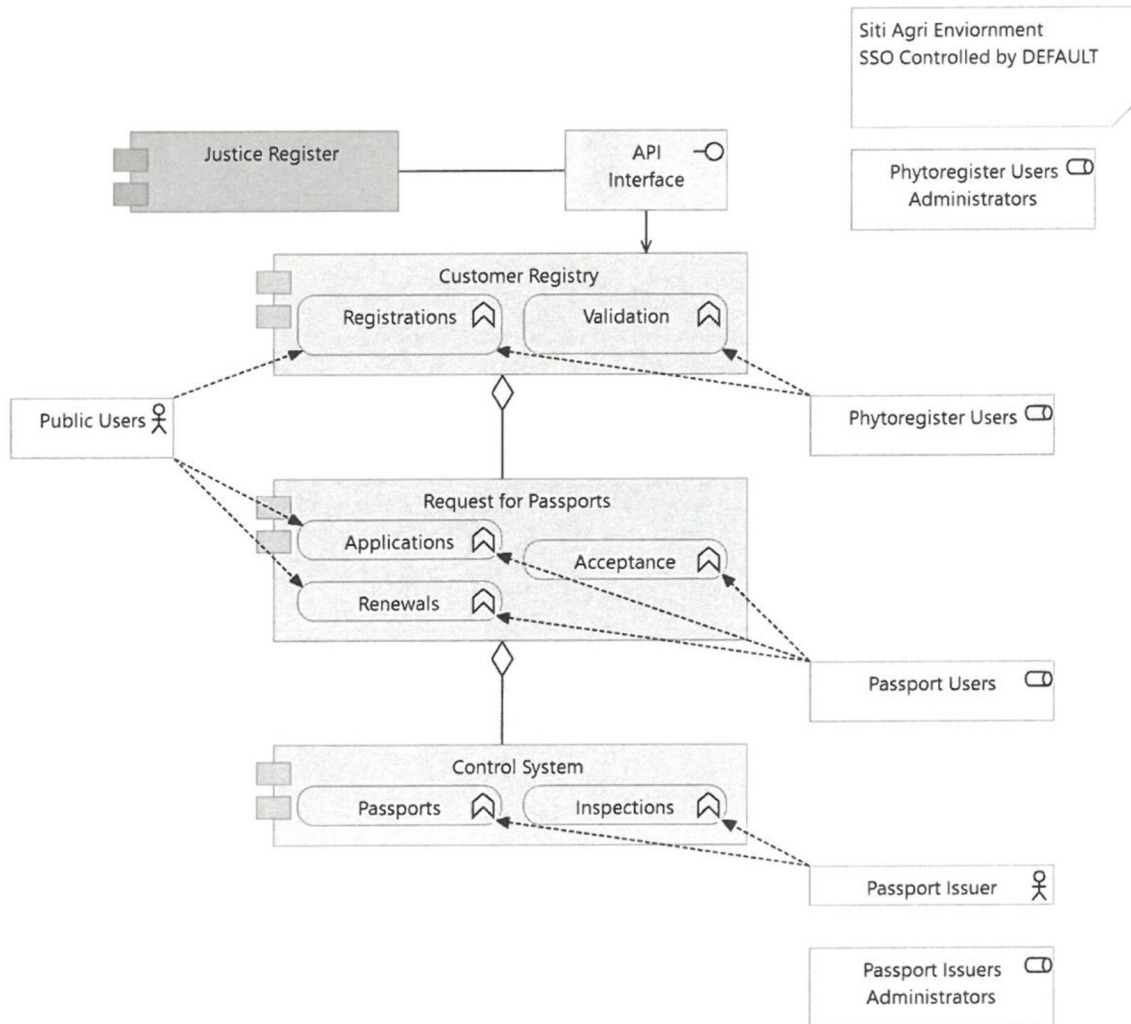 Siti Agri Enviornment
SSO Controlled by DEFAULT
Justice Register
API
Interface
Phytoregister Users
Administrators
Customer Registry
Registrations
Validation
Public Users
Phytoregister Users
Request for Passports
Applications
Acceptance
Renewals
Passport Users
Control System
Passports
Inspections
Passport Issuer
Passport Issuers
Administrators